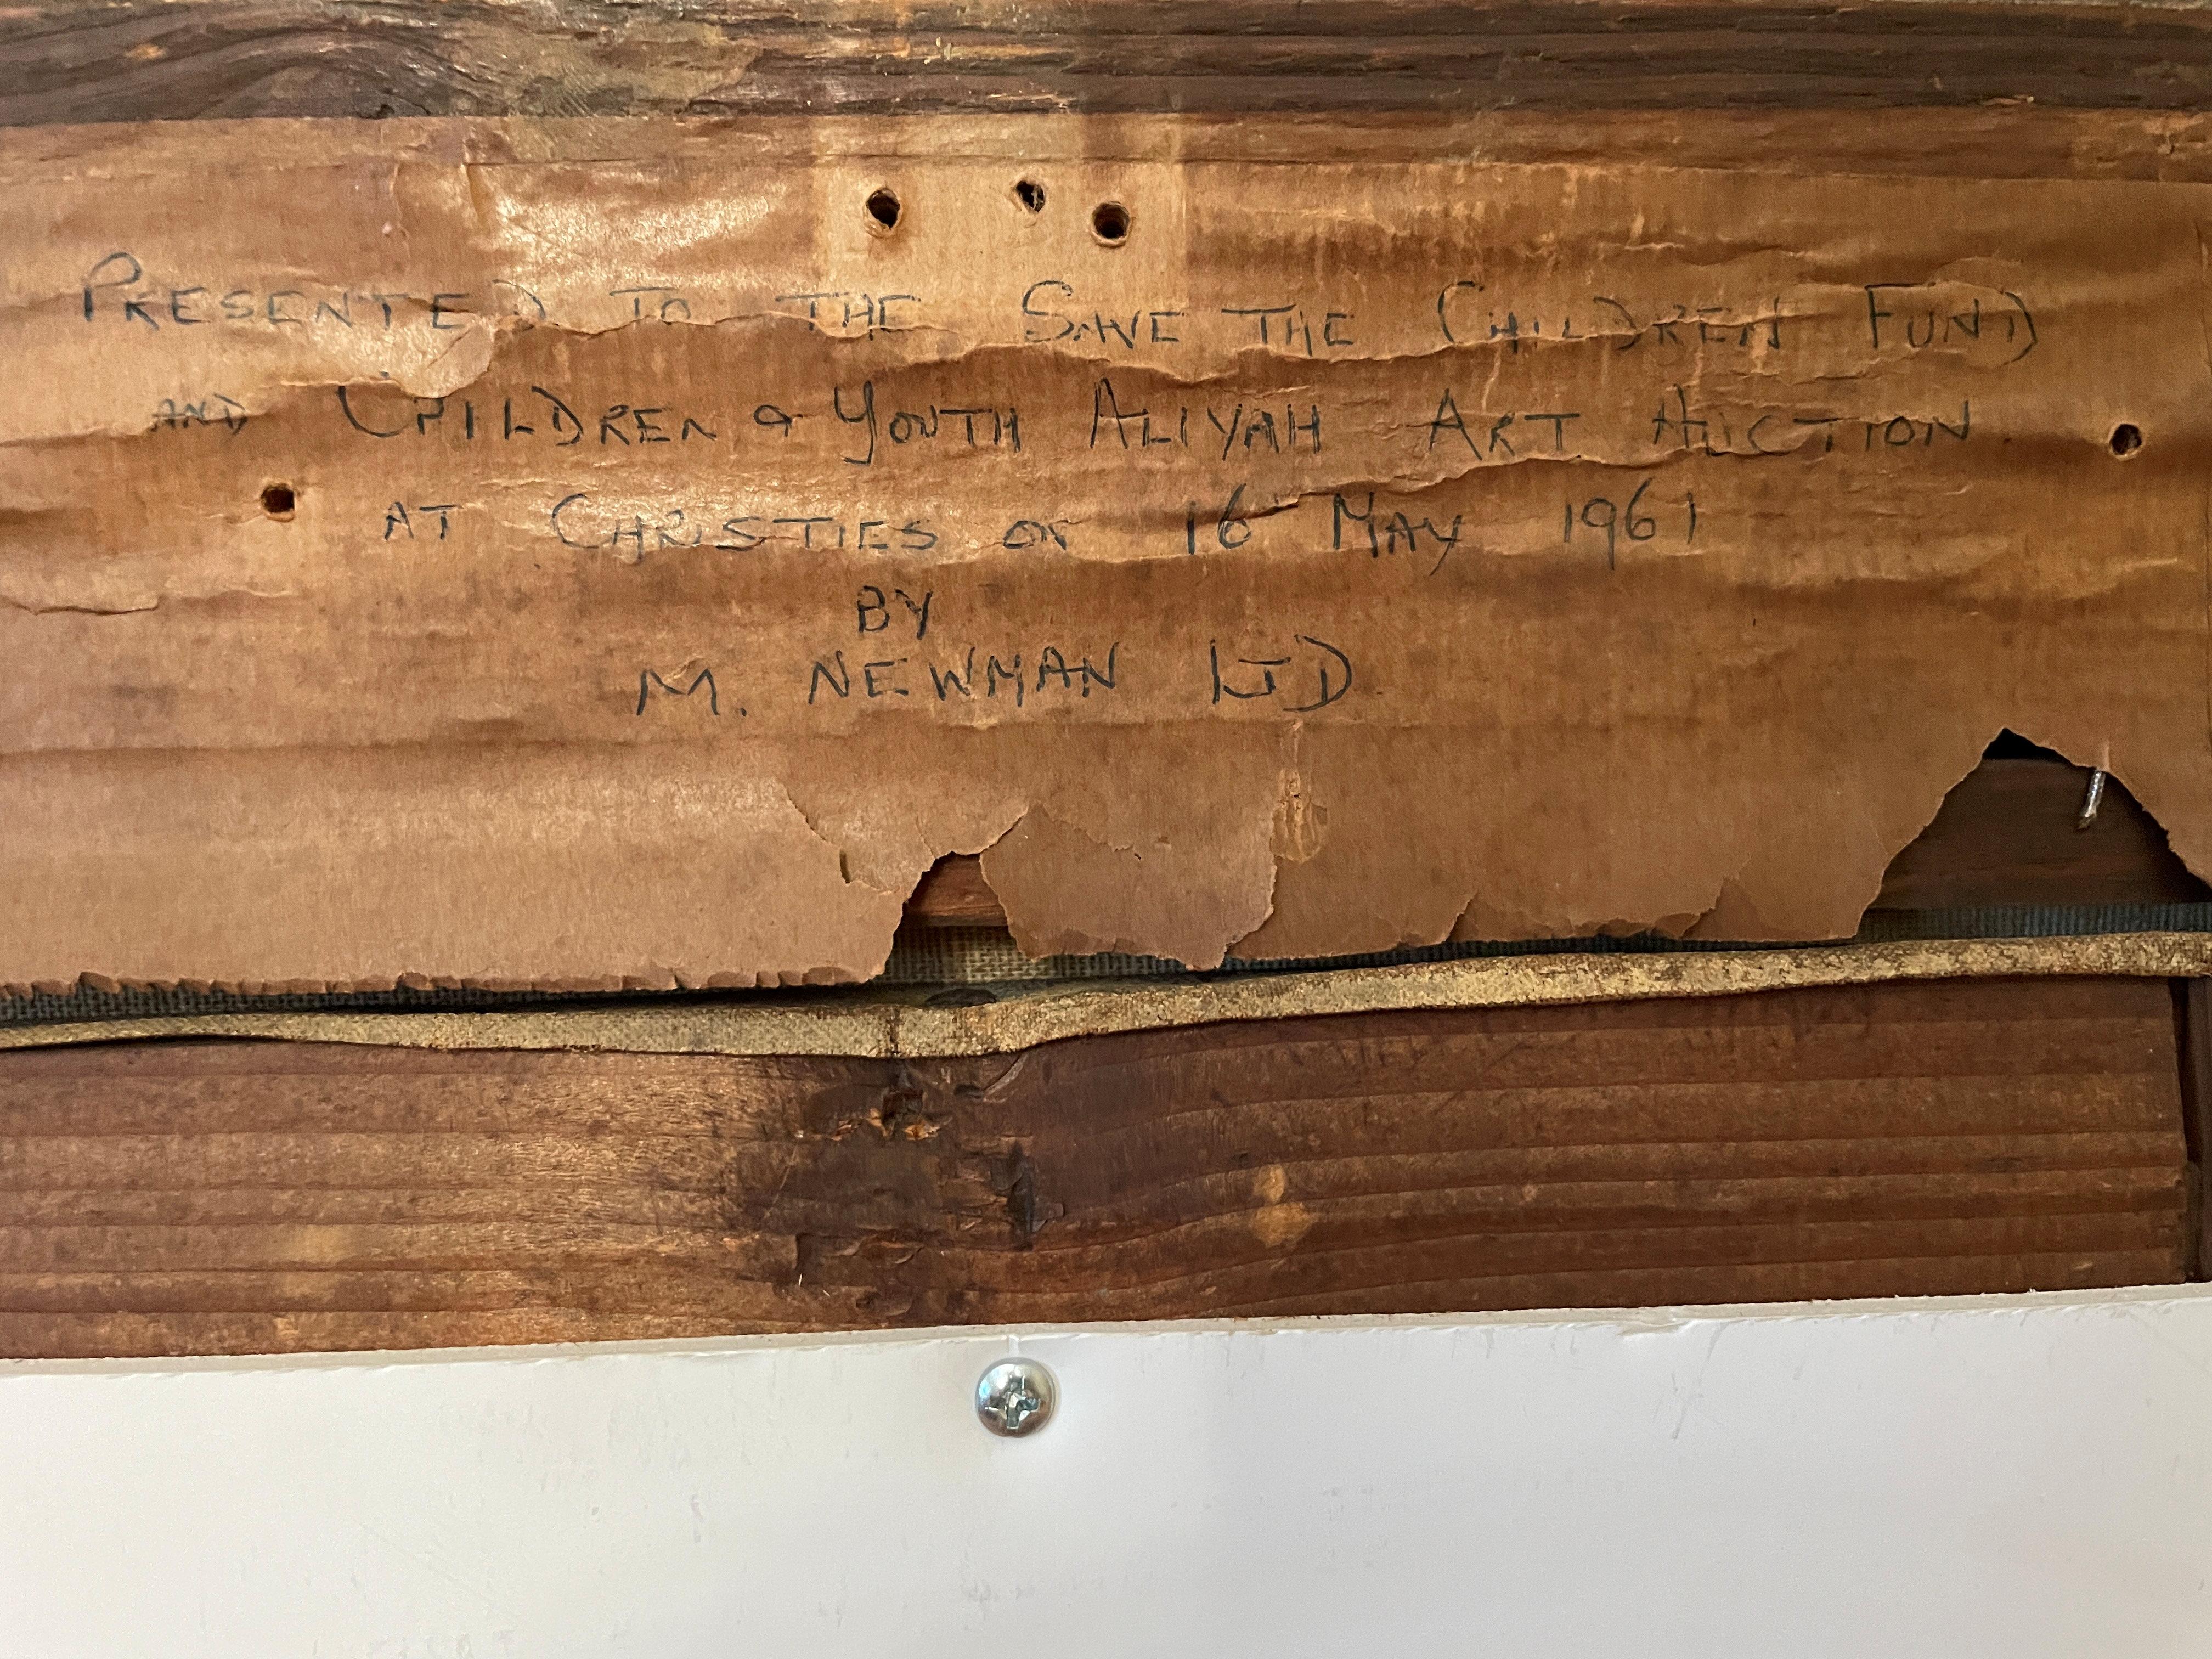 PRESENTED TO THE SAVE THE CHILDREN FUND
AND CHILDREN & YOUTH ALIYAH ART AUCTION
AT CHRISTIES ON 16 MAY 1961
BY
M. NEWMAN LTD